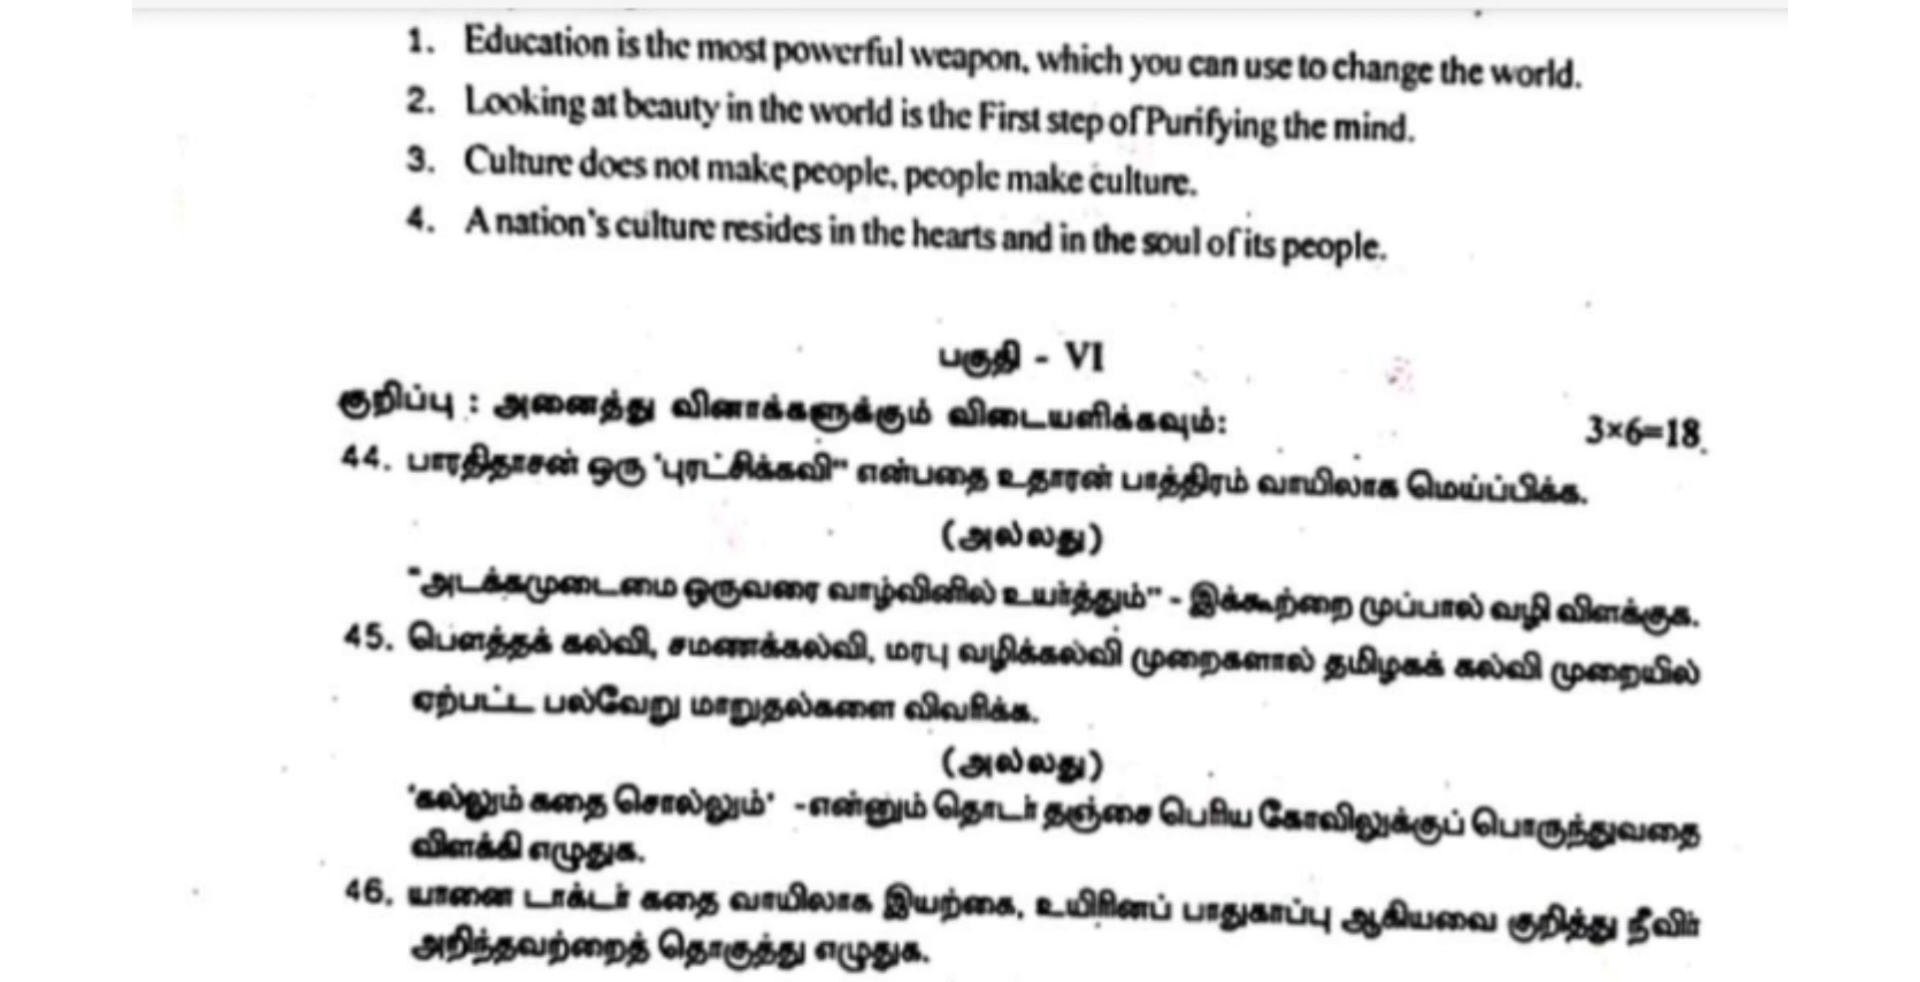 1. Education is the most powerful weapon, which you can use to change the world.
2. Looking at beauty in the world is the First step of Purifying the mind.
3. Culture does not make people, people make culture.
4. A nation's culture resides in the hearts and in the soul of its people.
பகுதி - VI
குறிப்பு : அனைத்து வினாக்களுக்கும் விடையளிக்கவும்: 3×6=18
44. பாரதிதாசன் ஒரு 'புரட்சிக்கவி" என்பதை உதாரன் பாத்திரம் வாயிலாக மெய்ப்பிக்க.
(அல்லது)
"அடக்கமுடைமை ஒருவரை வாழ்வினில் உயர்த்தும்" - இக்கூற்றை முப்பால் வழி விளக்குக.
45. பௌத்தக் கல்வி, சமணக்கல்வி, மரபு வழிக்கல்வி முறைகளால் தமிழகக் கல்வி முறையில்
ஏற்பட்ட பல்வேறு மாறுதல்களை விவரிக்க.
(அல்லது)
'கல்லும் கதை சொல்லும்' -என்னும் தொடர் தஞ்சை பெரிய கோவிலுக்குப் பொருந்துவதை
விளக்கி எழுதுக.
46. யானை டாக்டர் கதை வாயிலாக இயற்கை, உயிரினப் பாதுகாப்பு ஆகியவை குறித்து நீவிர்
அறிந்தவற்றைத் தொகுத்து எழுதுக.